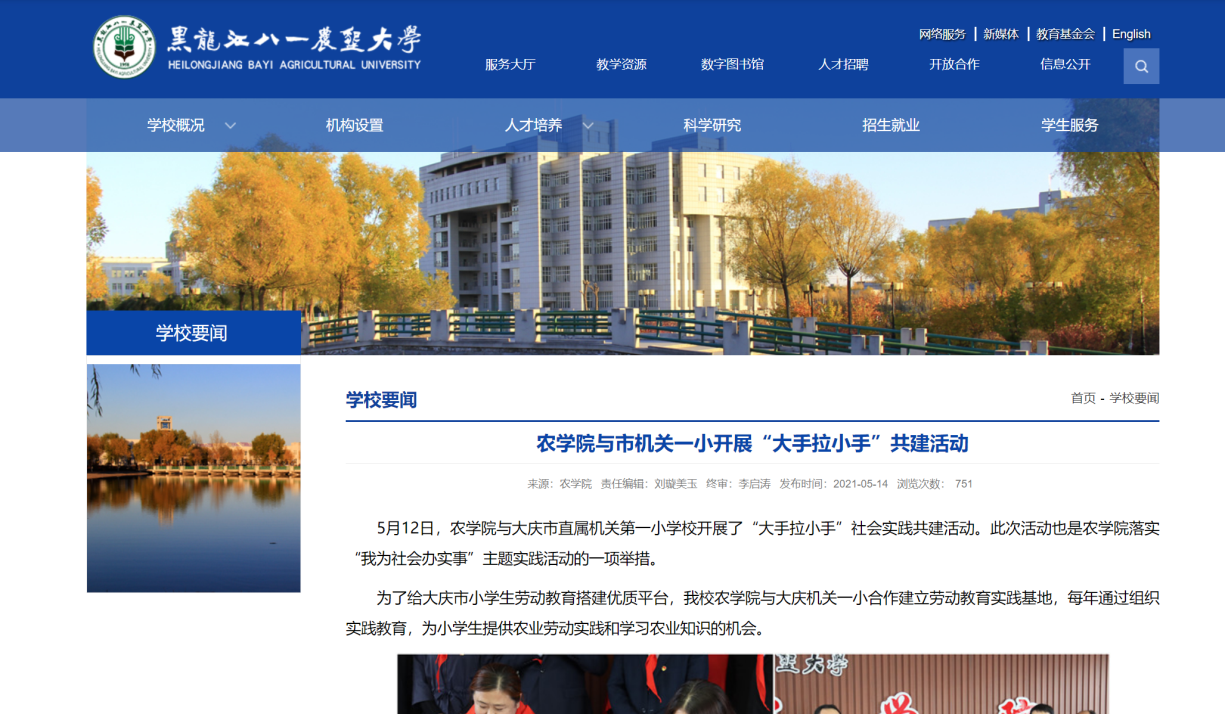 黑龍江八一農墾大學
HEILONGJIANG BAYI AGRICULTURAL UNIVERSITY
网络服务 新媒体 教育基金会 English
服务大厅 教学资源 数字图书馆 人才招聘 开放合作 信息公开
学校概况 机构设置 人才培养 科学研究 招生就业 学生服务
学校要闻
学校要闻
首页 - 学校要闻
农学院与市机关一小开展“大手拉小手”共建活动
来源：农学院 责任编辑：刘璇美玉 终审：李启涛 发布时间：2021-05-14 浏览次数： 751
5月12日，农学院与大庆市直属机关第一小学校开展了“大手拉小手”社会实践共建活动。此次活动也是农学院落实
“我为社会办实事”主题实践活动的一项举措。
为了给大庆市小学生劳动教育搭建优质平台，我校农学院与大庆机关一小合作建立劳动教育实践基地，每年通过组织
实践教育，为小学生提供农业劳动实践和学习农业知识的机会。
墾大學